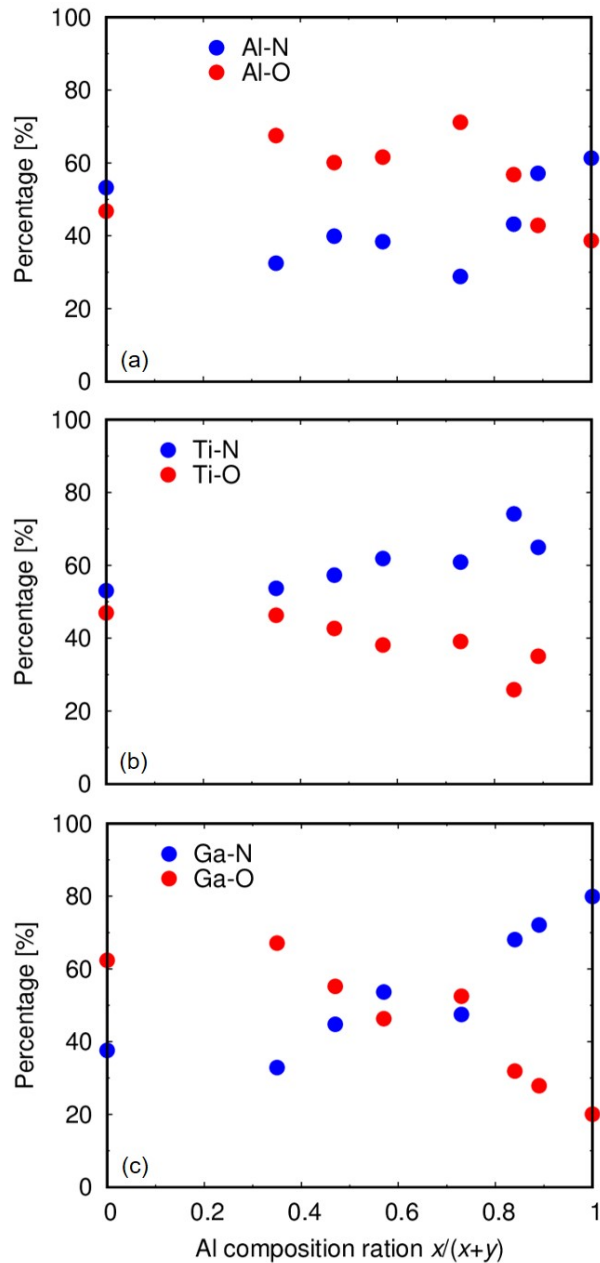 100
Al-N
Al-O
80
60
40
20
(a)
0
Percentage [%]
100
Ti-N
Ti-O
80
60
40
20
(b)
0
Percentage [%]
100
Ga-N
Ga-O
80
60
40
20
(c)
0
Percentage [%]
0 0.2 0.4 0.6 0.8 1
Al composition ration x/(x+y)